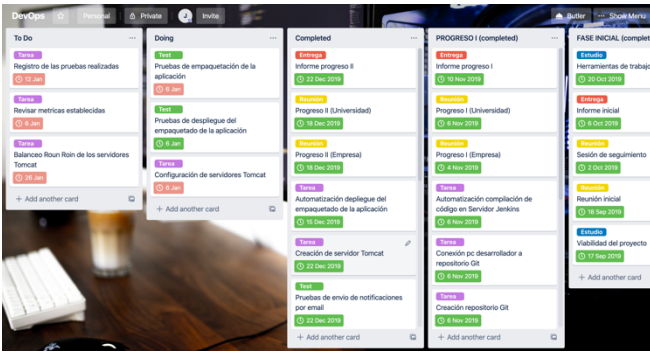 DevOps
Personal
Private
J
Invite
Butler
... Show Menu
To Do
Tarea
Registro de las pruebas realizadas
12 Jan
Tarea
Revisar metricas establecidas
6 Jan
Tarea
Balanceo Roun Roin de los servidores
Tomcat
26 Jan
+ Add another card
Doing
Test
Pruebas de empaquetación de la
aplicación
6 Jan
Test
Pruebas de despliegue del
empaquetado de la aplicación
6 Jan
Tarea
Configuración de servidores Tomcat
6 Jan
+ Add another card
Completed
Entrega
Informe progreso II
22 Dec 2019
Reunión
Progreso II (Universidad)
18 Dec 2019
Reunión
Progreso II (Empresa)
18 Dec 2019
Tarea
Automatización depliegue del
empaquetado de la aplicación
15 Dec 2019
Tarea
Creación de servidor Tomcat
22 Dec 2019
Test
Pruebas de envio de notificaciones
por email
22 Dec 2019
+ Add another card
PROGRESO I (completed)
Entrega
Informe progreso I
10 Nov 2019
Reunión
Progreso I (Universidad)
6 Nov 2019
Reunión
Progreso I (Empresa)
4 Nov 2019
Tarea
Automatización compilación de
código en Servidor Jenkins
6 Nov 2019
Tarea
Conexión pc desarrollador a
repositorio Git
6 Nov 2019
Tarea
Creación repositorio Git
6 Nov 2019
+ Add another card
FASE INICIAL (complet
Estudio
Herramientas de trabajo
20 Oct 2019
Entrega
Informe inicial
6 Oct 2019
Reunión
Sesión de seguimiento
2 Oct 2019
Reunión
Reunión inicial
18 Sep 2019
Estudio
Viabilidad del proyecto
17 Sep 2019
+ Add another card